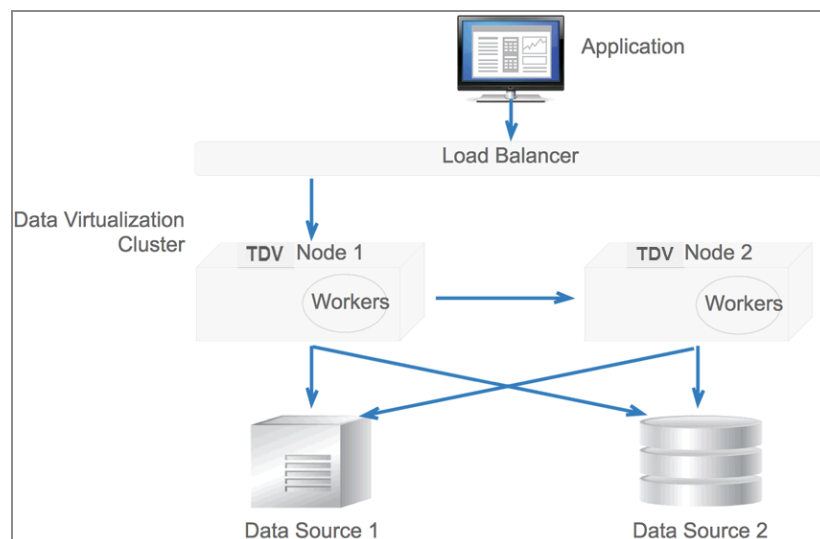 Application
Load Balancer
Data Virtualization
Cluster
TDV Node 1
TDV Node 2
Workers
Workers
Data Source 1
Data Source 2